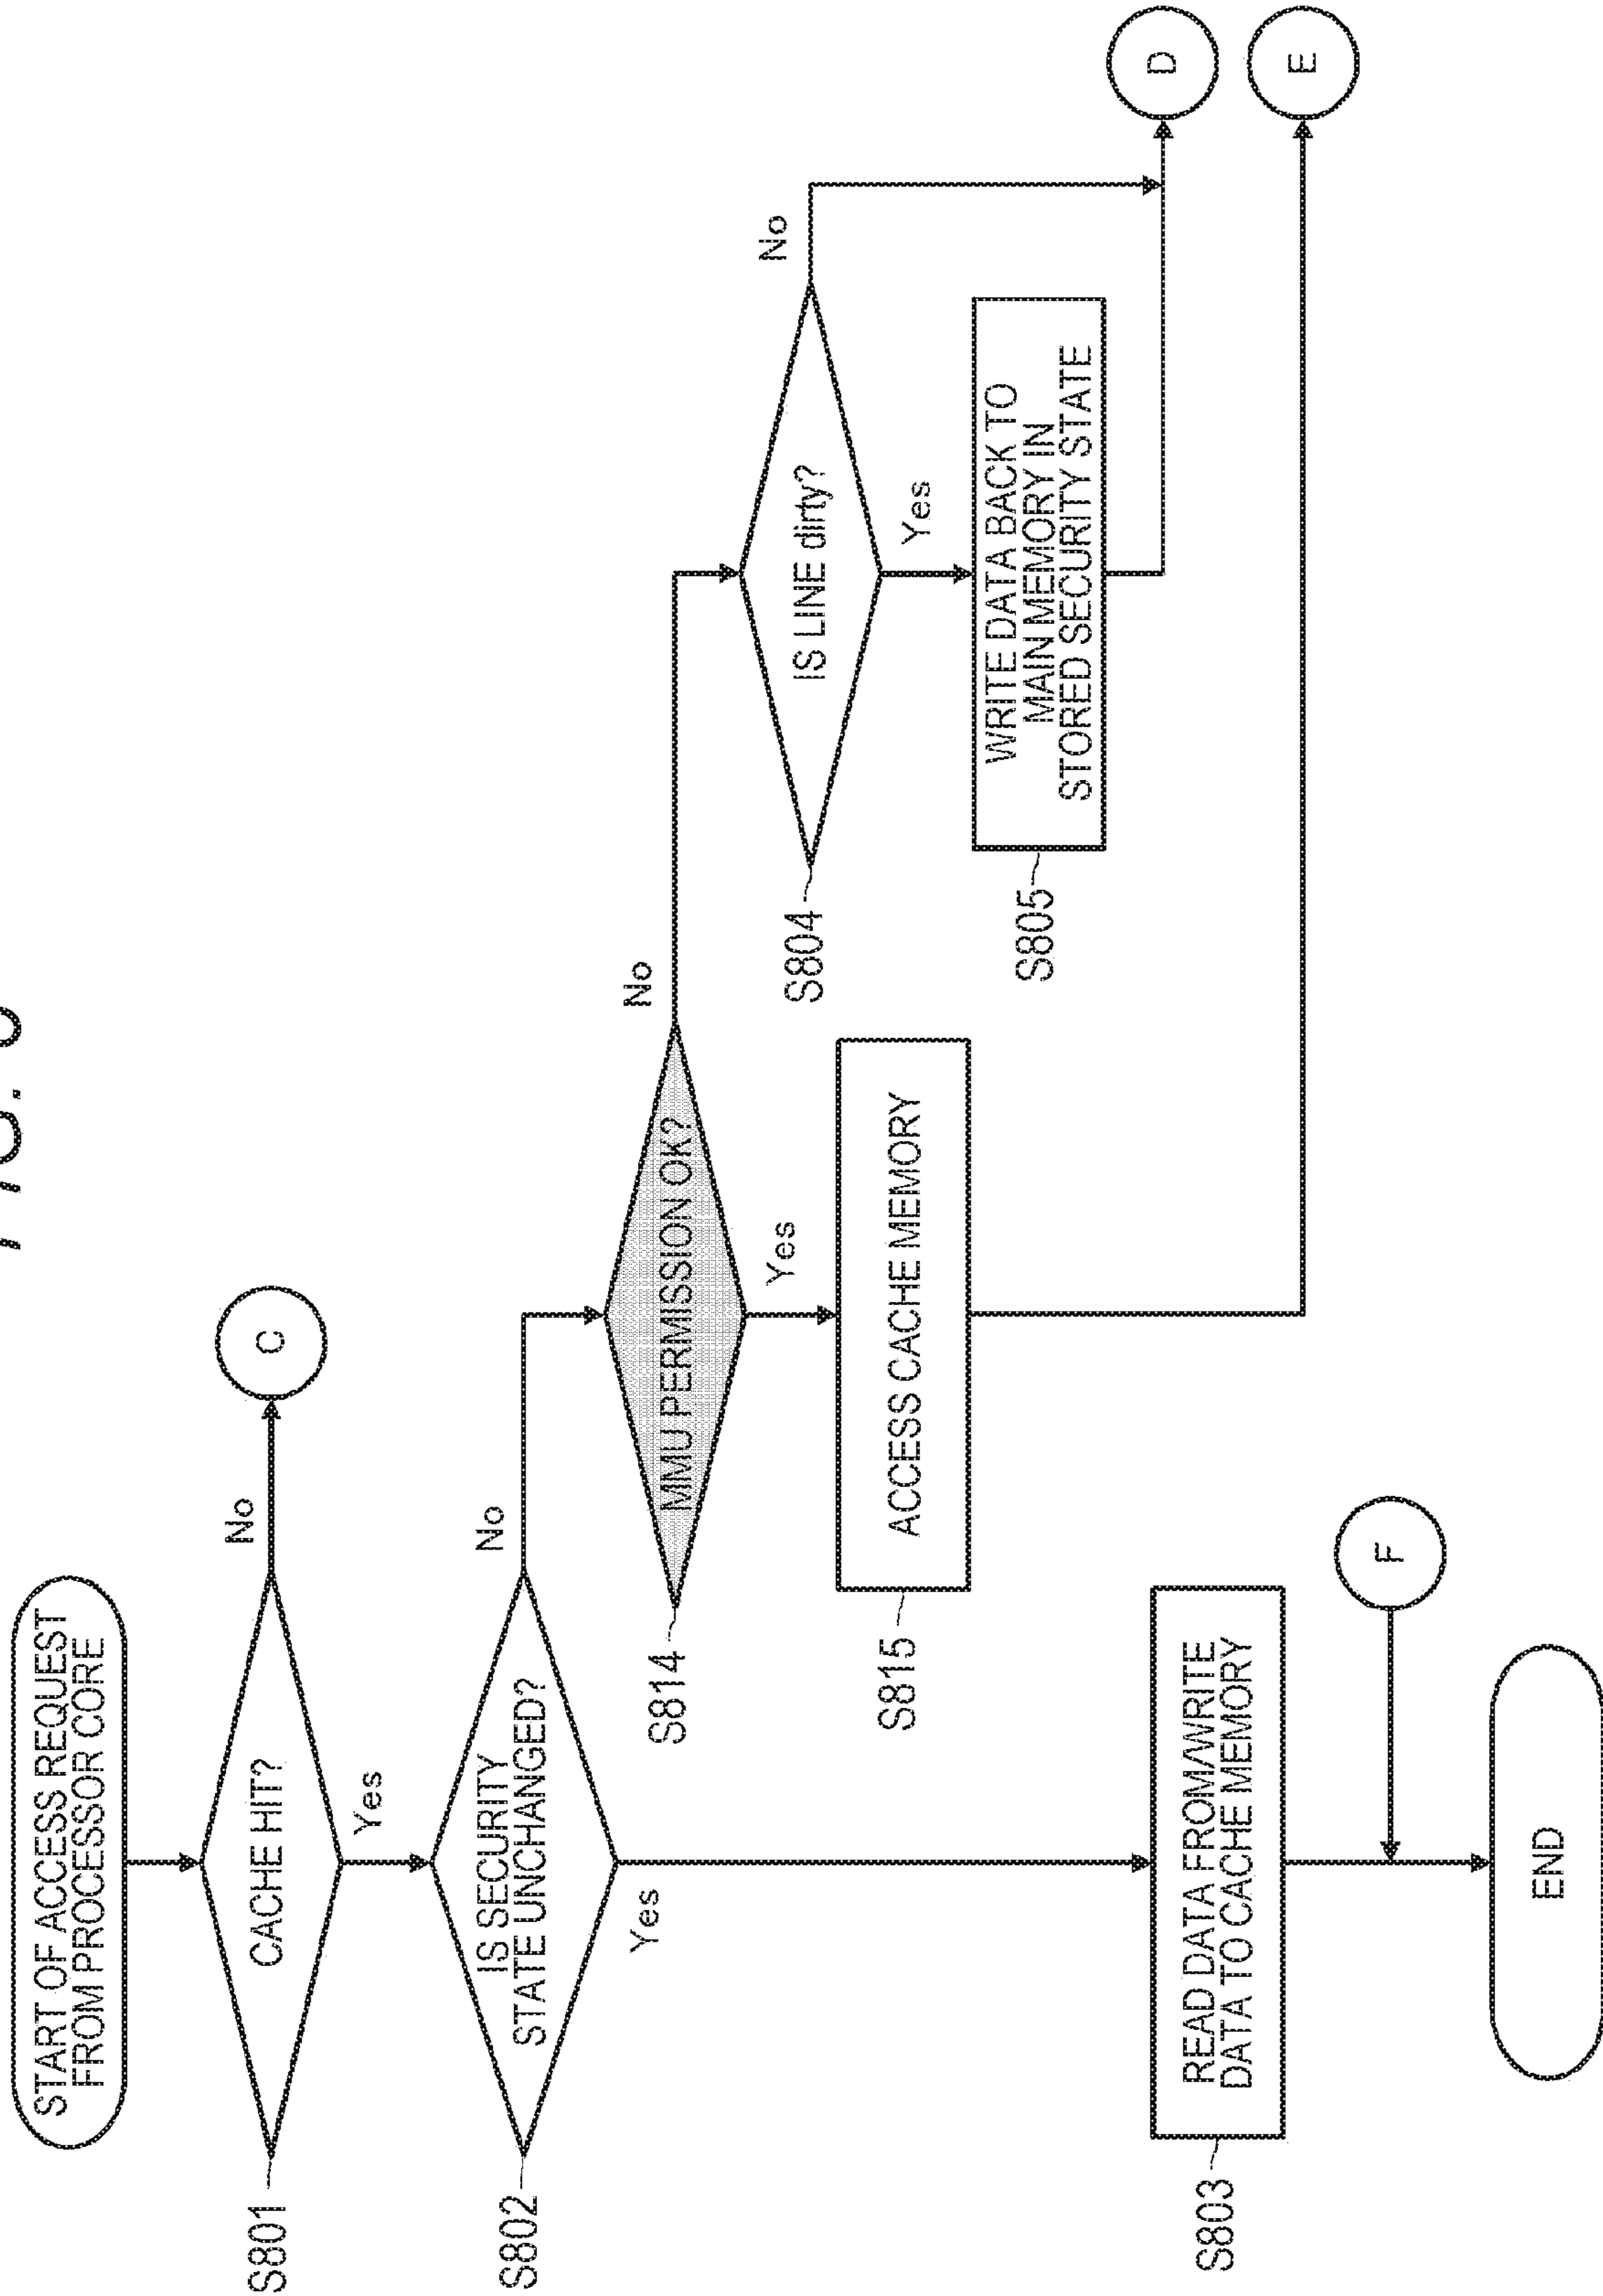 START OF ACCESS REQUEST
FROM PROCESSOR CORE
S801
CACHE HIT?
No
C
Yes
S802
IS SECURITY
STATE UNCHANGED?
No
Yes
S814
MMU PERMISSION OK?
No
Yes
S815
ACCESS CACHE MEMORY
S804
IS LINE dirty?
No
Yes
S805
WRITE DATA BACK TO
MAIN MEMORY IN
STORED SECURITY STATE
D
E
S803
READ DATA FROM/WRITE
DATA TO CACHE MEMORY
F
END